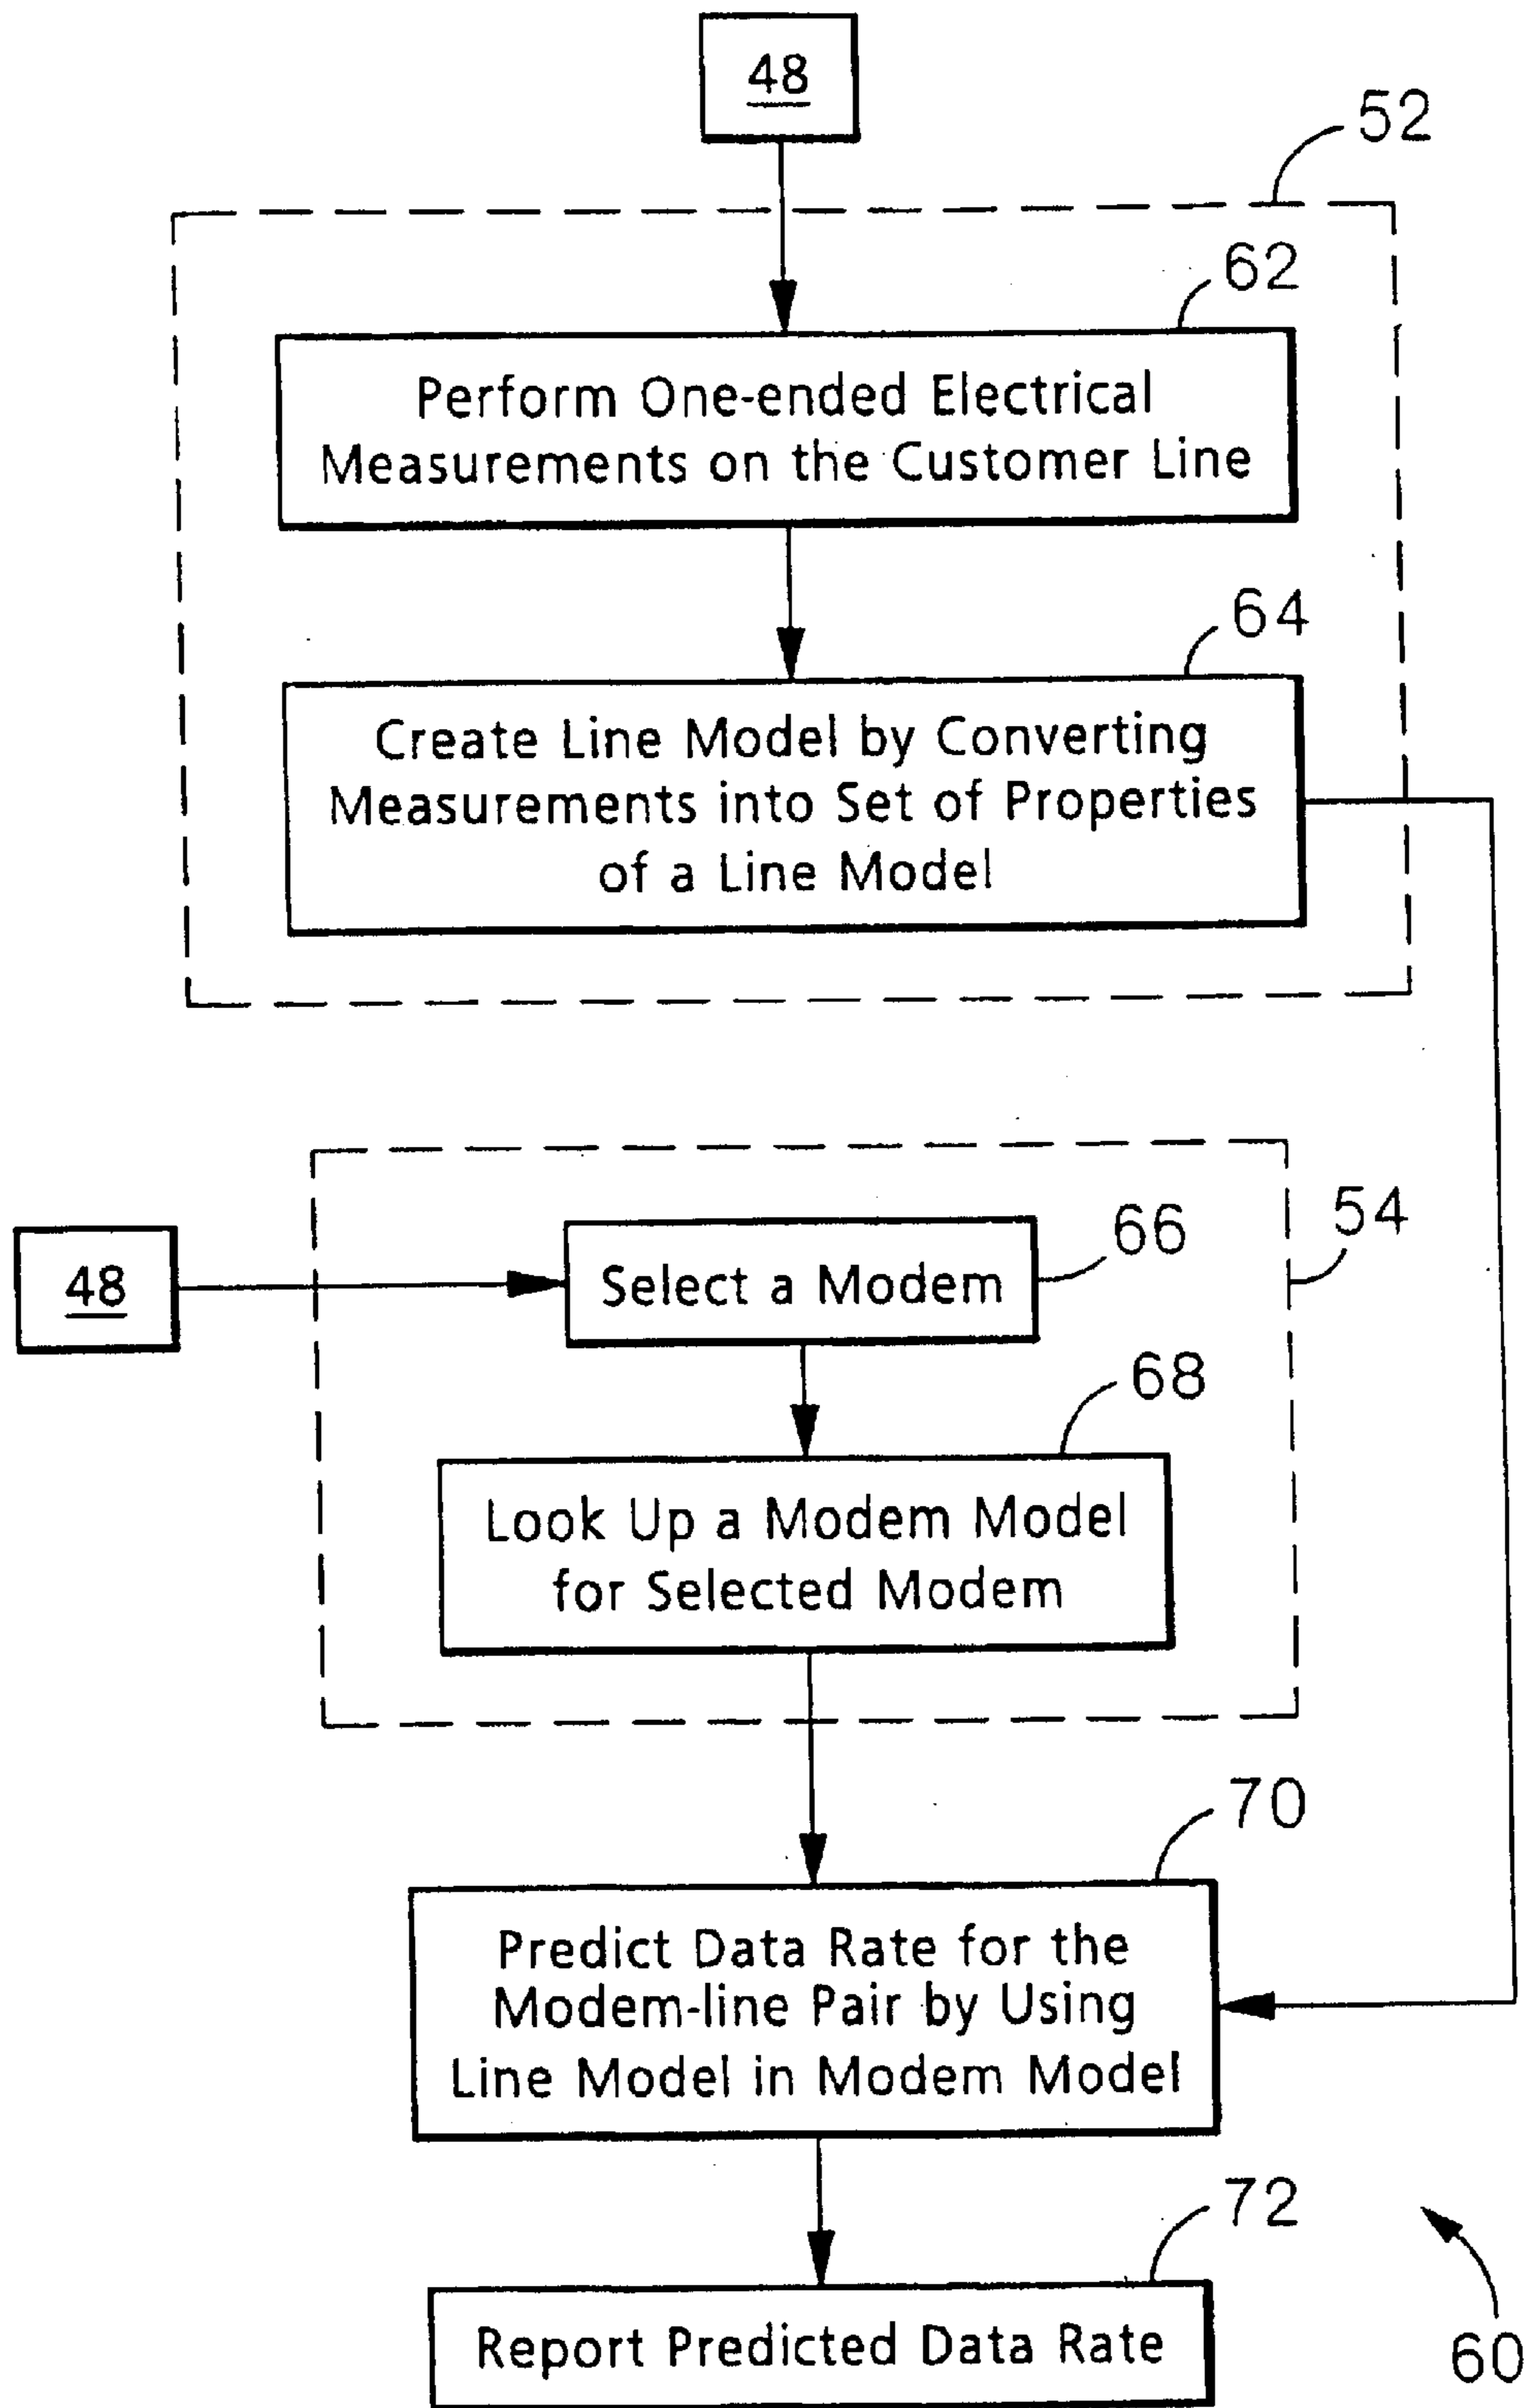 48
52
62
Perform One-ended Electrical
Measurements on the Customer Line
64
Create Line Model by Converting
Measurements into Set of Properties
of a Line Model
54
48
66
Select a Modem
68
Look Up a Modem Model
for Selected Modem
70
Predict Data Rate for the
Modem-line Pair by Using
Line Model in Modem Model
72
Report Predicted Data Rate
60